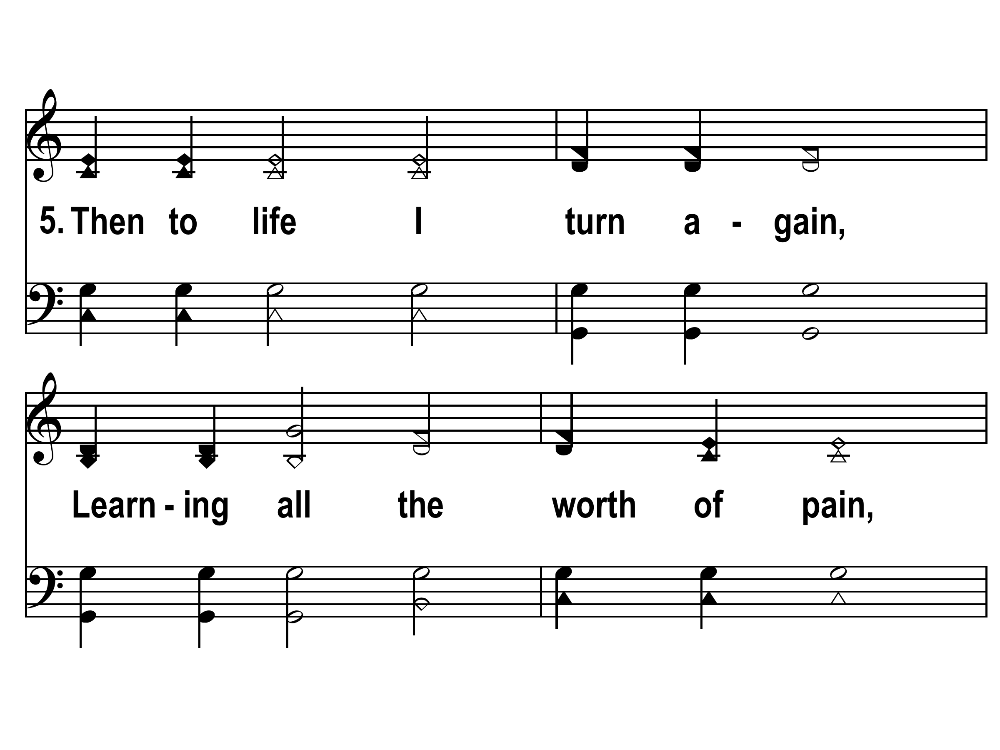 5. Then to life I turn a - gain,
Learn - ing all the worth of pain,